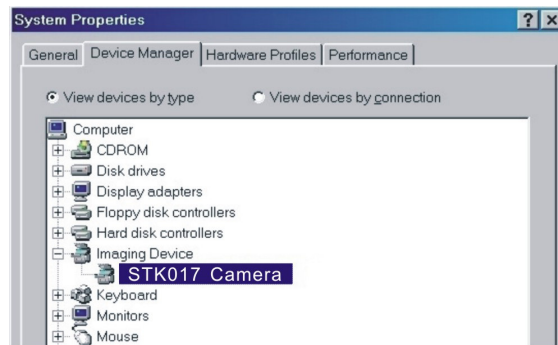 System Properties
General Device Manager Hardware Profiles Performance
View devices by type View devices by connection
Computer
CDROM
Disk drives
Display adapters
Floppy disk controllers
Hard disk controllers
Imaging Device
STK017 Camera
Keyboard
Monitors
Mouse